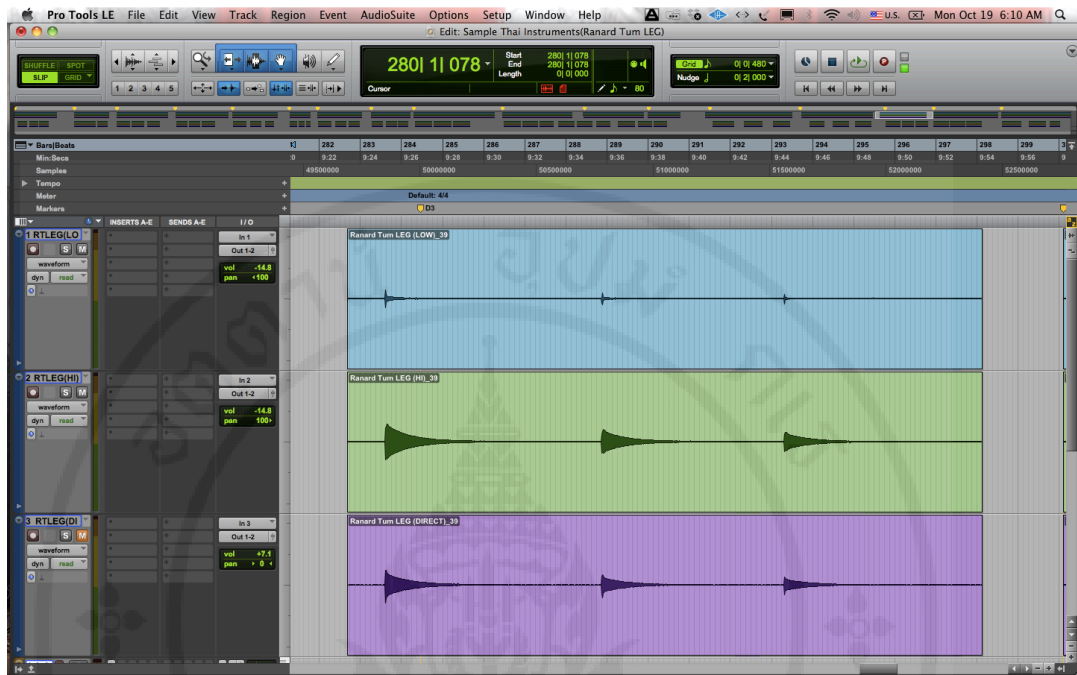 Pro Tools LE File Edit View Track Region Event AudioSuite Options Setup Window Help U.S. Mon Oct 19 6:10 AM
Edit: Sample Thai Instruments(Ranard Tum LEG)
SHUFFLE SPOT
SLIP GRID
1 2 3 4 5
280| 1| 078
Start 280| 1| 078
End 280| 1| 078
Length 0| 0| 000
Cursor
80
Grid 0| 0| 480
Nudge 0| 2| 000
Bars|Beats 282 283 284 285 286 287 288 289 290 291 292 293 294 295 296 297 298 299
Min:Secs 9:22 9:24 9:26 9:28 9:30 9:32 9:34 9:36 9:38 9:40 9:42 9:44 9:46 9:48 9:50 9:52 9:54 9:56
Samples 49500000 50000000 50500000 51000000 51500000 52000000 52500000
Tempo
Meter Default: 4/4
Markers D3
INSERTS A-E SENDS A-E I / O
1 RTLEG(LO
S M
waveform
dyn read
In 1
Out 1-2
vol -14.8
pan ‹100
Ranard Tum LEG (LOW)_39
2 RTLEG(HI)
S M
waveform
dyn read
In 2
Out 1-2
vol -14.8
pan 100›
Ranard Tum LEG (HI)_39
3 RTLEG(DI
S M
waveform
dyn read
In 3
Out 1-2
vol +7.1
pan › 0 ‹
Ranard Tum LEG (DIRECT)_39